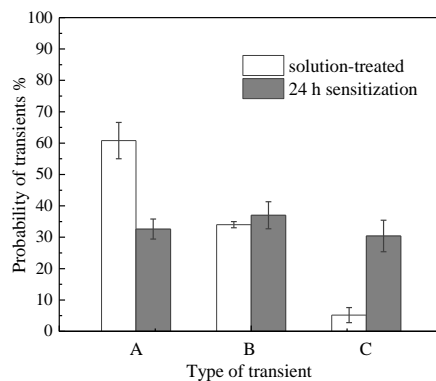 100
90
80
70
60
50
40
30
20
10
0
Probability of transients %
solution-treated
24 h sensitization
A B C
Type of transient